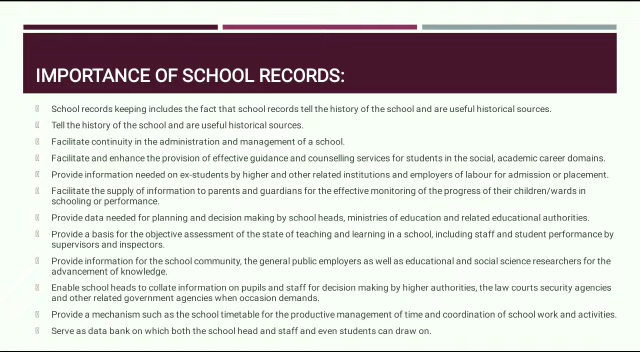 IMPORTANCE OF SCHOOL RECORDS:
School records keeping includes the fact that school records tell the history of the school and are useful historical sources.
Tell the history of the school and are useful historical sources.
Facilitate continuity in the administration and management of a school.
Facilitate and enhance the provision of effective guidance and counselling services for students in the social, academic career domains.
Provide information needed on ex-students by higher and other related institutions and employers of labour for admission or placement.
Facilitate the supply of information to parents and guardians for the effective monitoring of the progress of their children/wards in
schooling or performance.
Provide data needed for planning and decision making by school heads, ministries of education and related educational authorities.
Provide a basis for the objective assessment of the state of teaching and learning in a school, including staff and student performance by
supervisors and inspectors.
Provide information for the school community, the general public employers as well as educational and social science researchers for the
advancement of knowledge.
Enable school heads to collate information on pupils and staff for decision making by higher authorities, the law courts security agencies
and other related government agencies when occasion demands.
Provide a mechanism such as the school timetable for the productive management of time and coordination of school work and activities.
Serve as data bank on which both the school head and staff and even students can draw on.